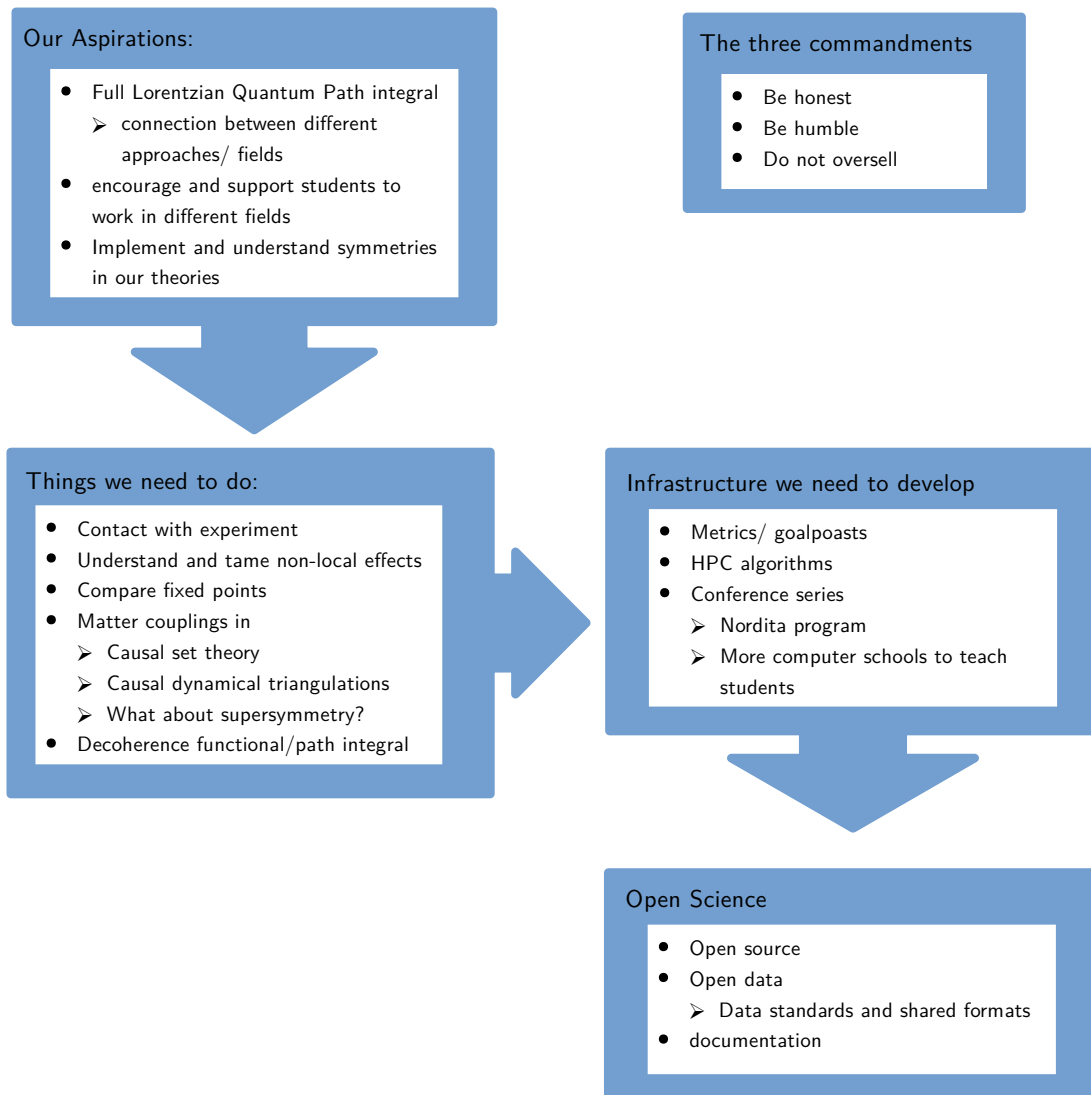 Our Aspirations:
• Full Lorentzian Quantum Path integral
➢ connection between different
approaches/ fields
• encourage and support students to
work in different fields
• Implement and understand symmetries
in our theories
The three commandments
• Be honest
• Be humble
• Do not oversell
Things we need to do:
• Contact with experiment
• Understand and tame non-local effects
• Compare fixed points
• Matter couplings in
➢ Causal set theory
➢ Causal dynamical triangulations
➢ What about supersymmetry?
• Decoherence functional/path integral
Infrastructure we need to develop
• Metrics/ goalpoasts
• HPC algorithms
• Conference series
➢ Nordita program
➢ More computer schools to teach
students
Open Science
• Open source
• Open data
➢ Data standards and shared formats
• documentation